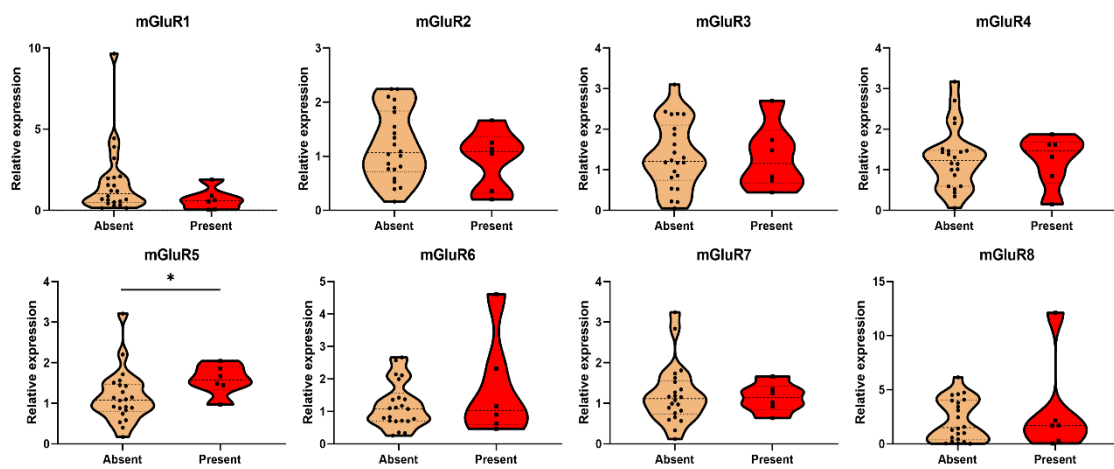 mGluR1
Relative expression
10
5
0
Absent
Present
mGluR2
Relative expression
3
2
1
0
Absent
Present
mGluR3
Relative expression
4
3
2
1
0
Absent
Present
mGluR4
Relative expression
4
3
2
1
0
Absent
Present
mGluR5
Relative expression
4
3
2
1
0
*
Absent
Present
mGluR6
Relative expression
5
4
3
2
1
0
Absent
Present
mGluR7
Relative expression
4
3
2
1
0
Absent
Present
mGluR8
Relative expression
15
10
5
0
Absent
Present